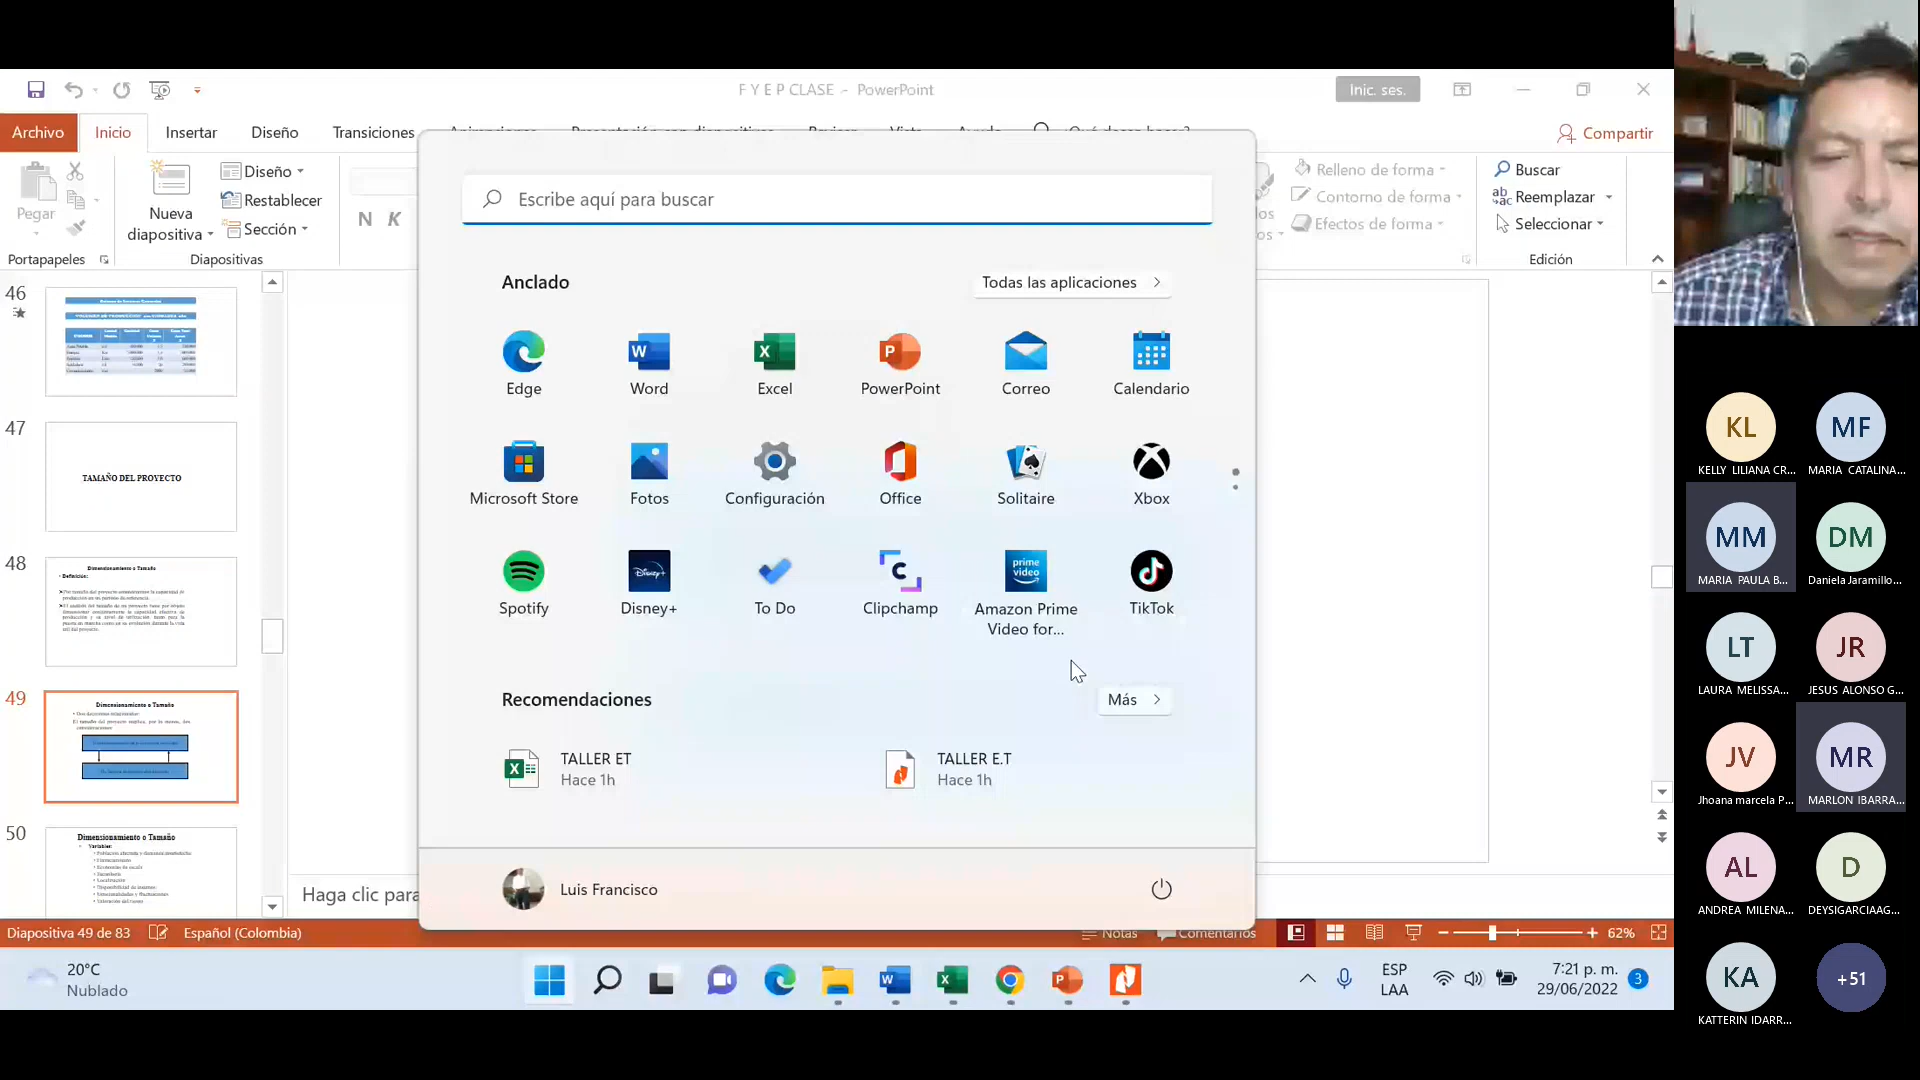 F Y E P CLASE - PowerPoint
Inic. ses.
Archivo
Inicio
Insertar
Diseño
Transiciones
¿Qué desea hacer?
Compartir
Pegar
Nueva
diapositiva
Diseño
Restablecer
Sección
N K
Relleno de forma
Contorno de forma
Efectos de forma
Buscar
Reemplazar
Seleccionar
Portapapeles
Diapositivas
Edición
46
47
TAMAÑO DEL PROYECTO
48
Dimensionamiento o Tamaño
Definición:
49
Dimensionamiento o Tamaño
50
Dimensionamiento o Tamaño
Variables:
Escribe aquí para buscar
Anclado
Todas las aplicaciones
Edge
Word
Excel
PowerPoint
Correo
Calendario
Microsoft Store
Fotos
Configuración
Office
Solitaire
Xbox
Spotify
Disney+
To Do
Clipchamp
Amazon Prime
Video for...
TikTok
Recomendaciones
Más
TALLER ET
Hace 1h
TALLER E.T
Hace 1h
Luis Francisco
Haga clic para
Diapositiva 49 de 83
Español (Colombia)
Notas
Comentarios
62%
20°C
Nublado
ESP
LAA
7:21 p. m.
29/06/2022
3
KL
KELLY LILIANA CR...
MF
MARIA CATALINA...
MM
MARIA PAULA B...
DM
Daniela Jaramillo...
LT
LAURA MELISSA...
JR
JESUS ALONSO G...
JV
Jhoana marcela P...
MR
MARLON IBARRA...
AL
ANDREA MILENA...
D
DEYSIGARCIAAG...
KA
KATTERIN IDARR...
+51